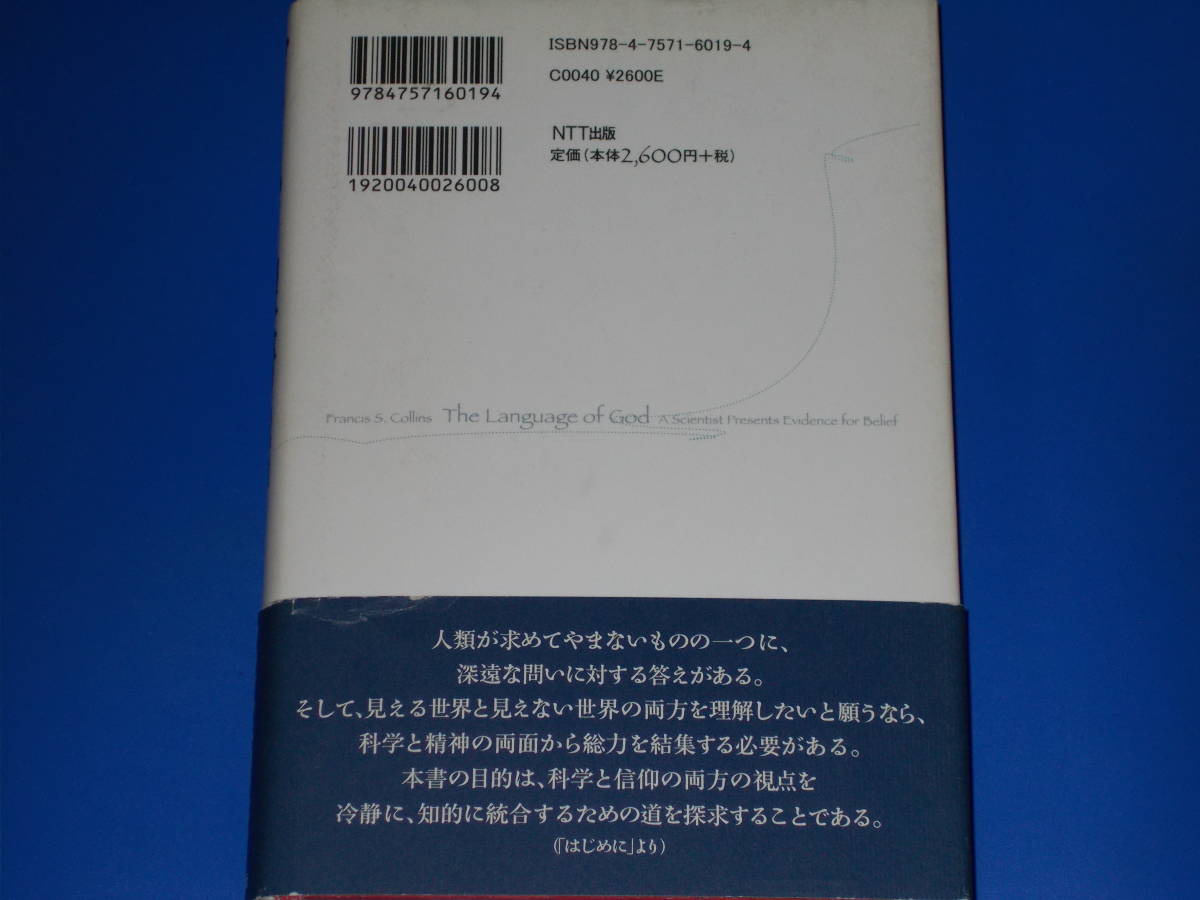 ISBN978-4-7571-6019-4
C0040 ¥2600E
9784757160194
NTT出版
定価(本体2,600円+税)
1920040026008
Francis S. Collins The Language of God A Scientist Presents Evidence for Belief
人類が求めてやまないものの一つに、
深遠な問いに対する答えがある。
そして、見える世界と見えない世界の両方を理解したいと願うなら、
科学と精神の両面から総力を結集する必要がある。
本書の目的は、科学と信仰の両方の視点を
冷静に、知的に統合するための道を探求することである。
(「はじめに」より)